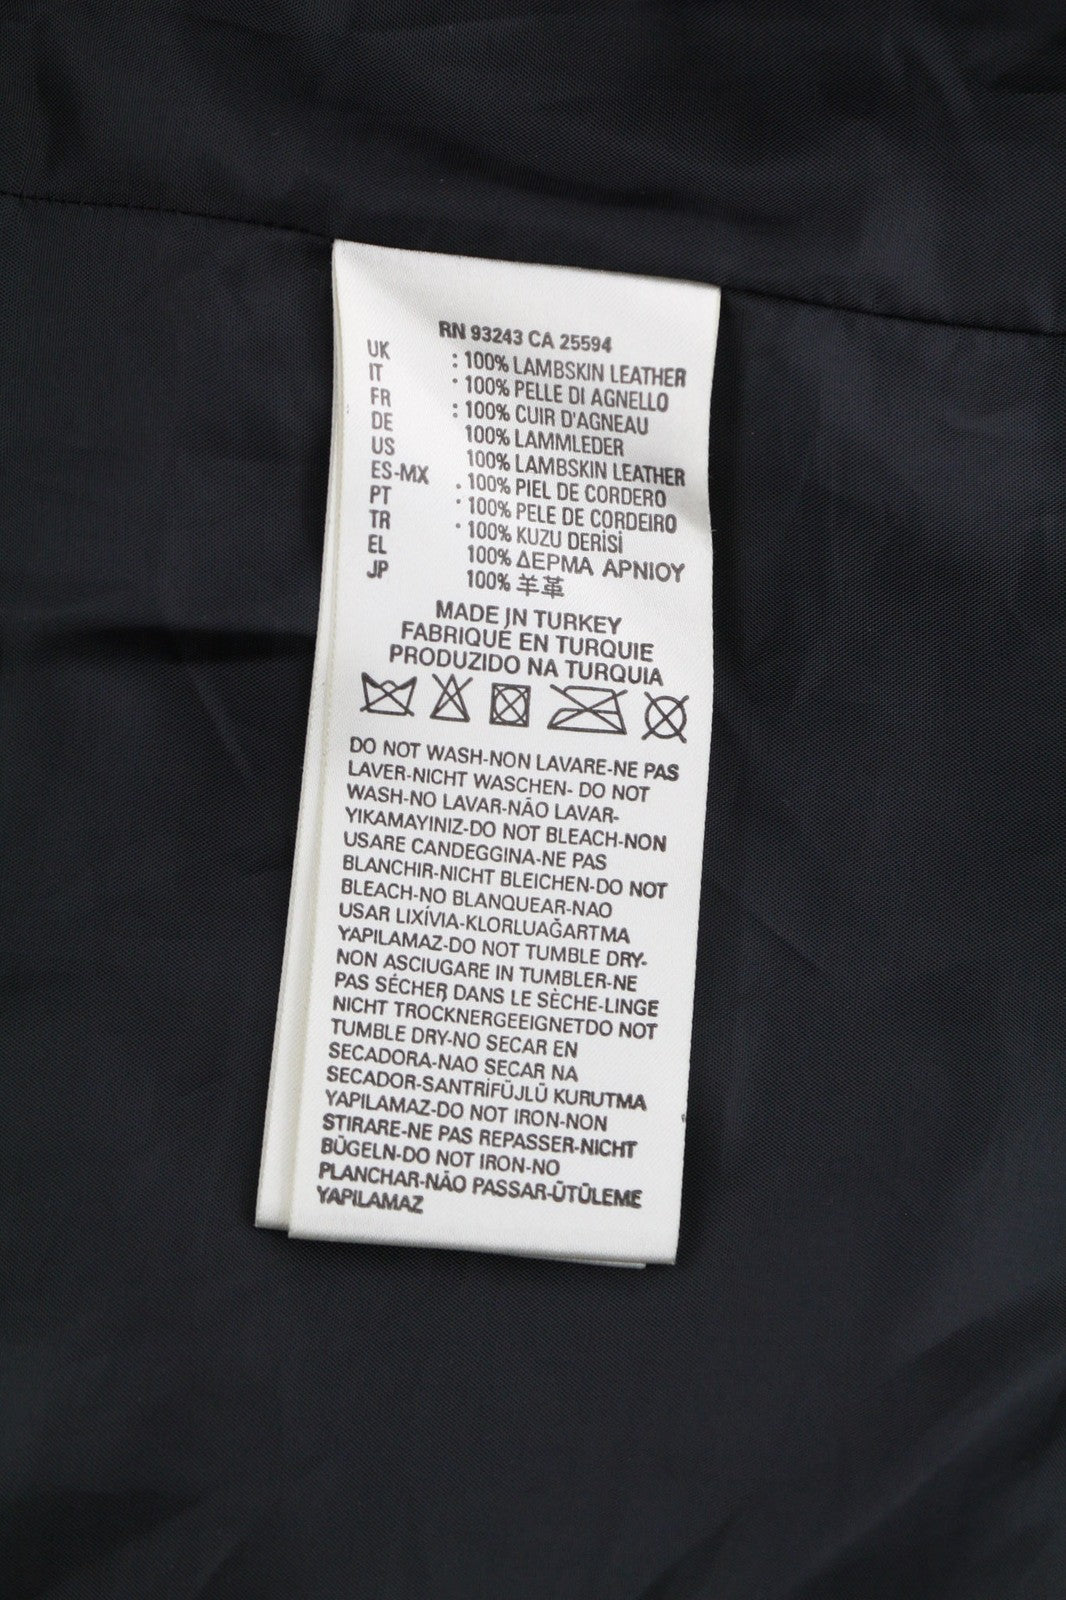 RN 93243 CA 25594
UK : 100% LAMBSKIN LEATHER
IT : 100% PELLE DI AGNELLO
FR : 100% CUIR D'AGNEAU
DE 100% LAMMLEDER
US 100% LAMBSKIN LEATHER
ES-MX : 100% PIEL DE CORDERO
PT : 100% PELE DE CORDEIRO
TR : 100% KUZU DERİSİ
EL 100% ΔΕΡΜΑ ΑΡΝΙΟΥ
JP 100% 羊革
MADE IN TURKEY
FABRIQUÉ EN TURQUIE
PRODUZIDO NA TURQUIA
DO NOT WASH-NON LAVARE-NE PAS
LAVER-NICHT WASCHEN- DO NOT
WASH-NO LAVAR-NÃO LAVAR-
YIKAMAYINIZ-DO NOT BLEACH-NON
USARE CANDEGGINA-NE PAS
BLANCHIR-NICHT BLEICHEN-DO NOT
BLEACH-NO BLANQUEAR-NAO
USAR LIXÍVIA-KLORLUAĞARTMA
YAPILAMAZ-DO NOT TUMBLE DRY-
NON ASCIUGARE IN TUMBLER-NE
PAS SÉCHER DANS LE SÈCHE-LINGE
NICHT TROCKNERGEEIGNETDO NOT
TUMBLE DRY-NO SECAR EN
SECADORA-NAO SECAR NA
SECADOR-SANTRİFÜJLÜ KURUTMA
YAPILAMAZ-DO NOT IRON-NON
STIRARE-NE PAS REPASSER-NICHT
BÜGELN-DO NOT IRON-NO
PLANCHAR-NÃO PASSAR-ÜTÜLEME
YAPILAMAZ